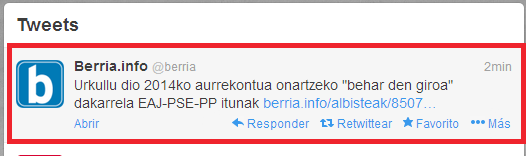 Tweets
b
Berria.info @berria 2min
Urkullu dio 2014ko aurrekontua onartzeko "behar den giroa"
dakarrela EAJ-PSE-PP itunak berria.info/albisteak/8507…
Abrir Responder Retwittear Favorito Más